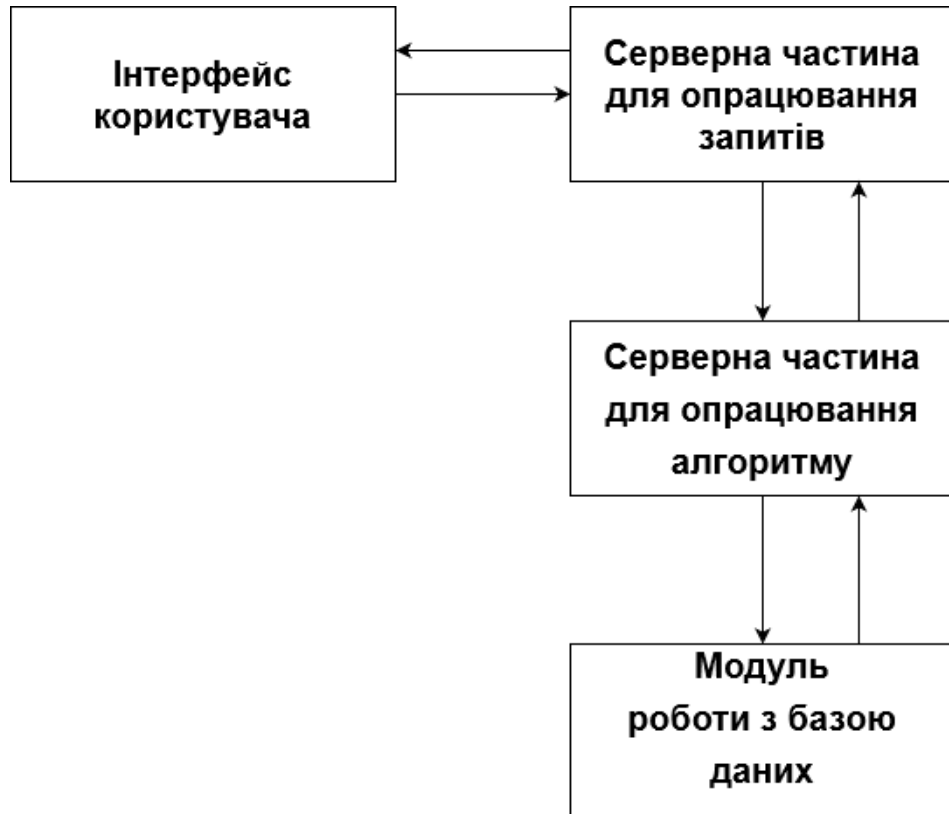 Інтерфейс
користувача
Серверна частина
для опрацювання
запитів
Серверна частина
для опрацювання
алгоритму
Модуль
роботи з базою
даних